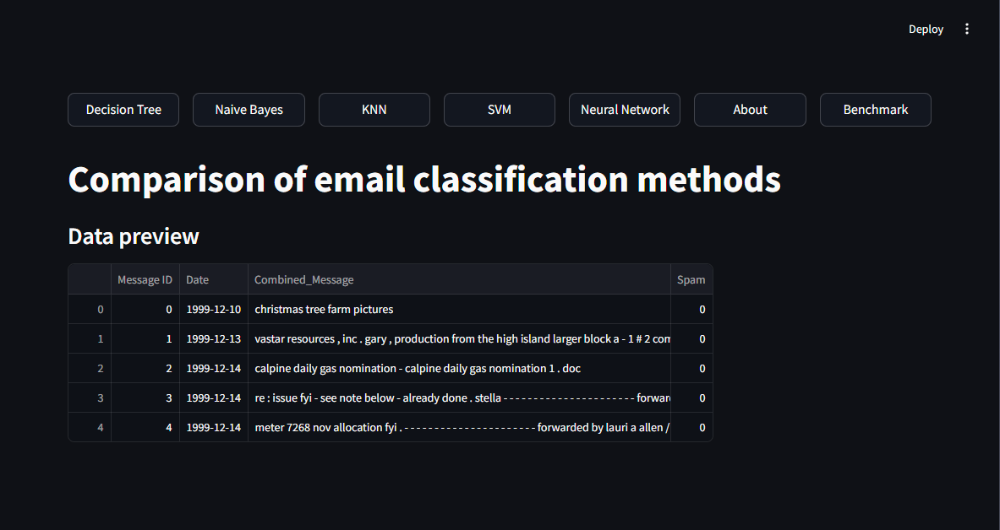 Deploy
Decision Tree Naive Bayes KNN SVM Neural Network About Benchmark
Comparison of email classification methods
Data preview
Message ID Date Combined_Message Spam
0 0 1999-12-10 christmas tree farm pictures 0
1 1 1999-12-13 vastar resources , inc . gary , production from the high island larger block a - 1 # 2 com 0
2 2 1999-12-14 calpine daily gas nomination - calpine daily gas nomination 1 . doc 0
3 3 1999-12-14 re : issue fyi - see note below - already done . stella - - - - - - - - - - - - - - - - - - - - - - forwar 0
4 4 1999-12-14 meter 7268 nov allocation fyi . - - - - - - - - - - - - - - - - - - - - - - forwarded by lauri a allen / 0